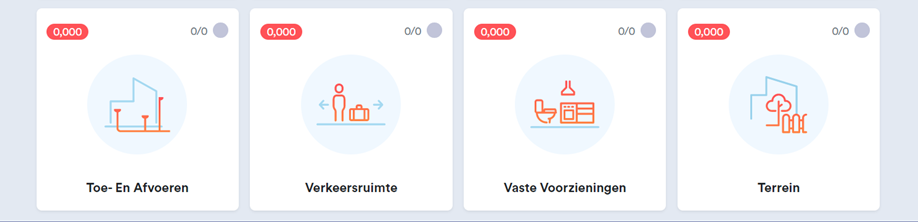 0,000 0/0 0,000 0/0 0,000 0/0 0,000 0/0
Toe- En Afvoeren Verkeersruimte Vaste Voorzieningen Terrein